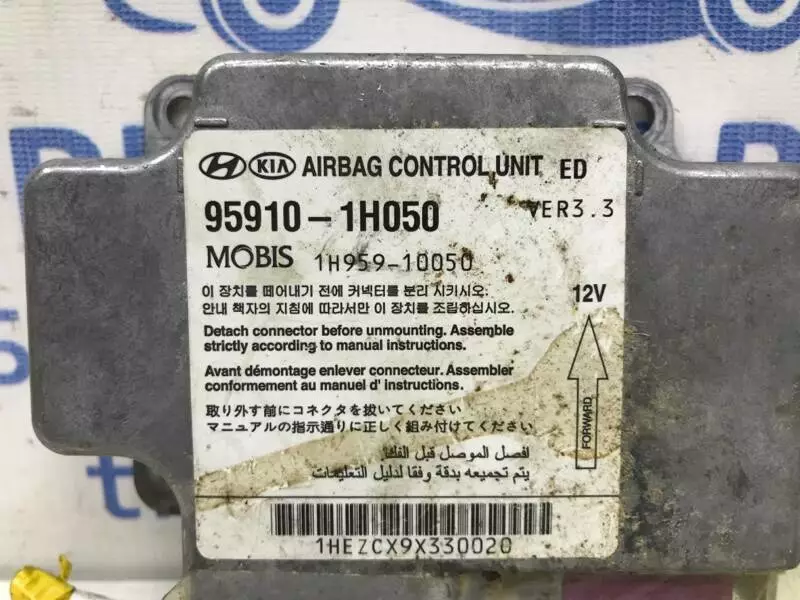 KIA AIRBAG CONTROL UNIT ED
95910-1H050 VER3.3
MOBIS 1H959-10050
이 장치를 떼어내기 전에 커넥터를 분리 시키시오.
안내 책자의 지침에 따라서만 이 장치를 조립하십시오.
12V
Detach connector before unmounting. Assemble
strictly according to manual instructions.
Avant démontage enlever connecteur. Assembler
conformement au manuel d' instructions.
FORWARD
取り外す前にコネクタを抜いてください
マニュアルの指示通りに正しく組み付けてください
افصل الموصل قبل الفك
يتم تجميعه بدقة وفقا لدليل التعليمات
1HEZCX9X330020